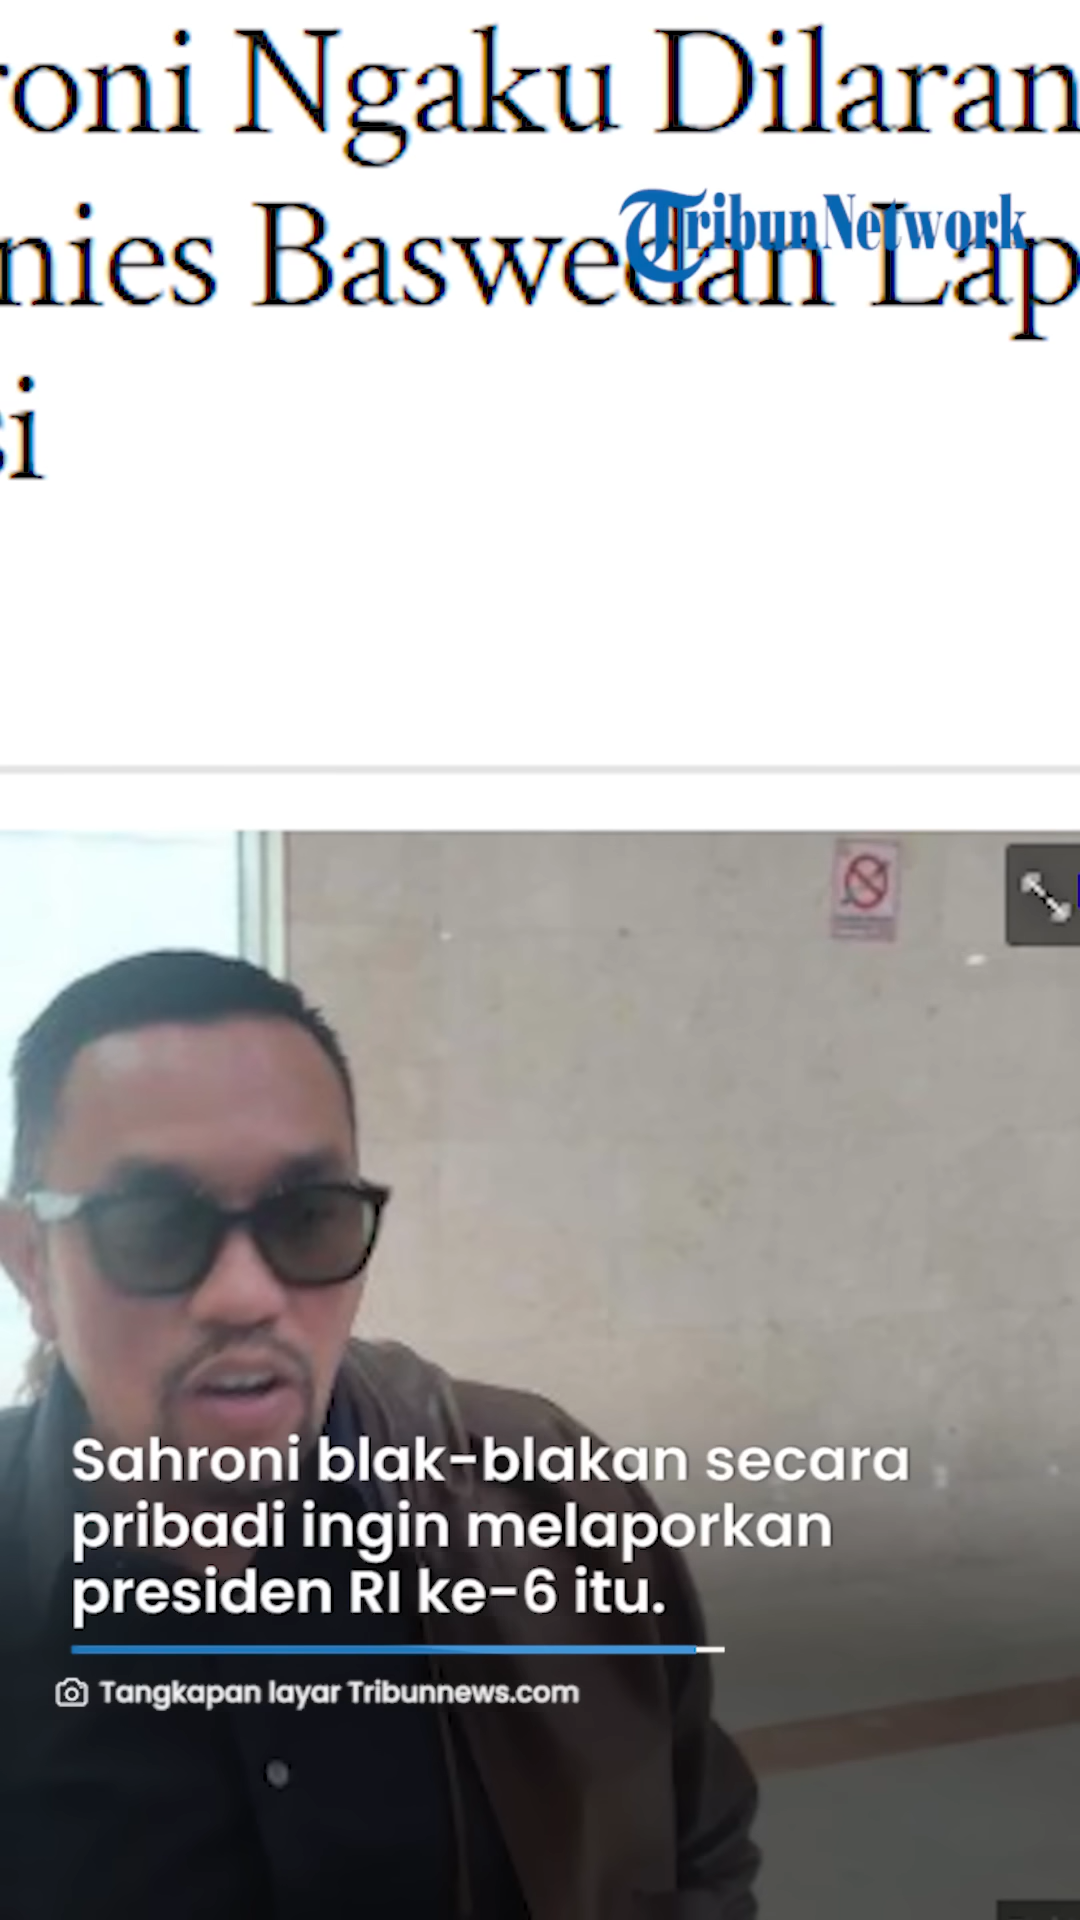 roni Ngaku Dilaran
TribunNetwork
nies Baswedan Lap
si
Sahroni blak-blakan secara
pribadi ingin melaporkan
presiden RI ke-6 itu.
Tangkapan layar Tribunnews.com